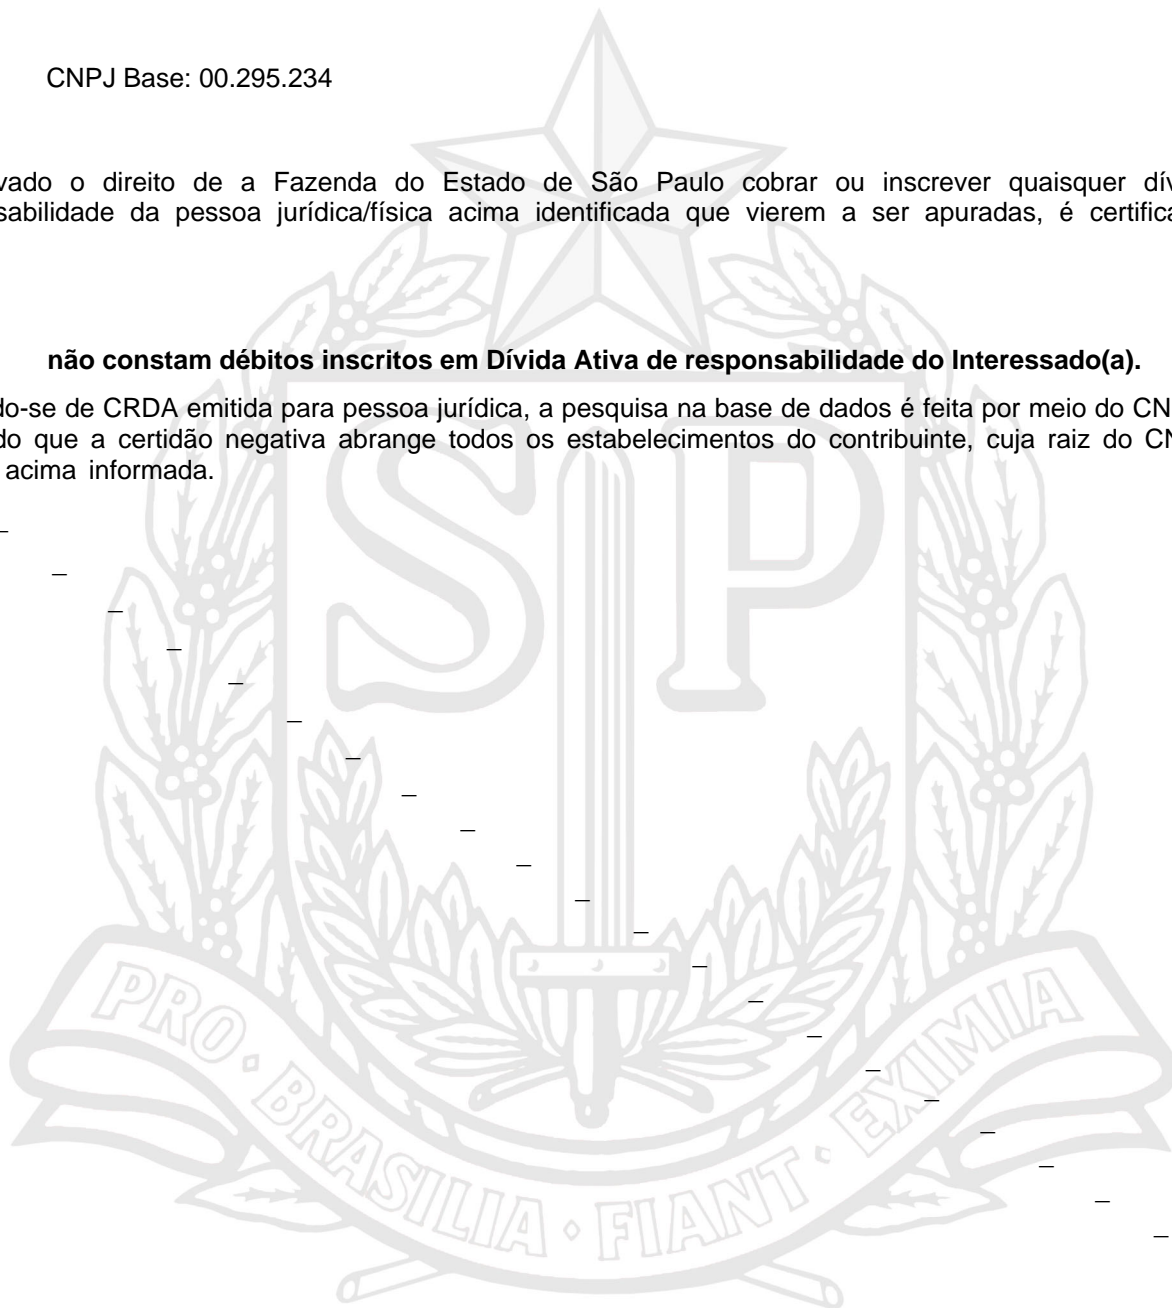 CNPJ Base: 00.295.234
vado o direito de a Fazenda do Estado de São Paulo cobrar ou inscrever quaisquer dív
sabilidade da pessoa jurídica/física acima identificada que vierem a ser apuradas, é certifica
não constam débitos inscritos em Dívida Ativa de responsabilidade do Interessado(a).
do-se de CRDA emitida para pessoa jurídica, a pesquisa na base de dados é feita por meio do CN
do que a certidão negativa abrange todos os estabelecimentos do contribuinte, cuja raiz do CN
acima informada.
SP
PRO • BRASILIA • FIANT • EXIMIA